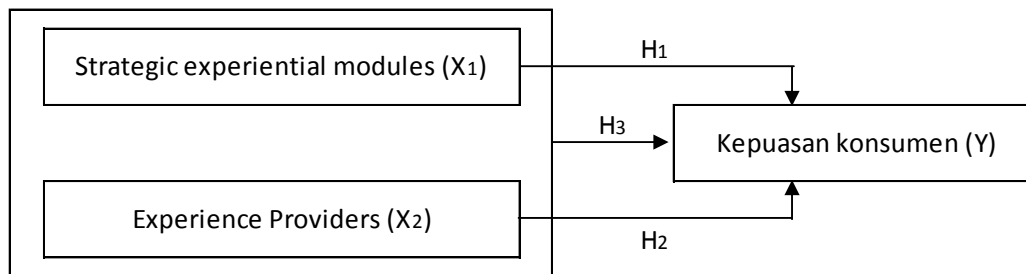 Strategic experiential modules (X1)
H1
H3
Kepuasan konsumen (Y)
Experience Providers (X2)
H2